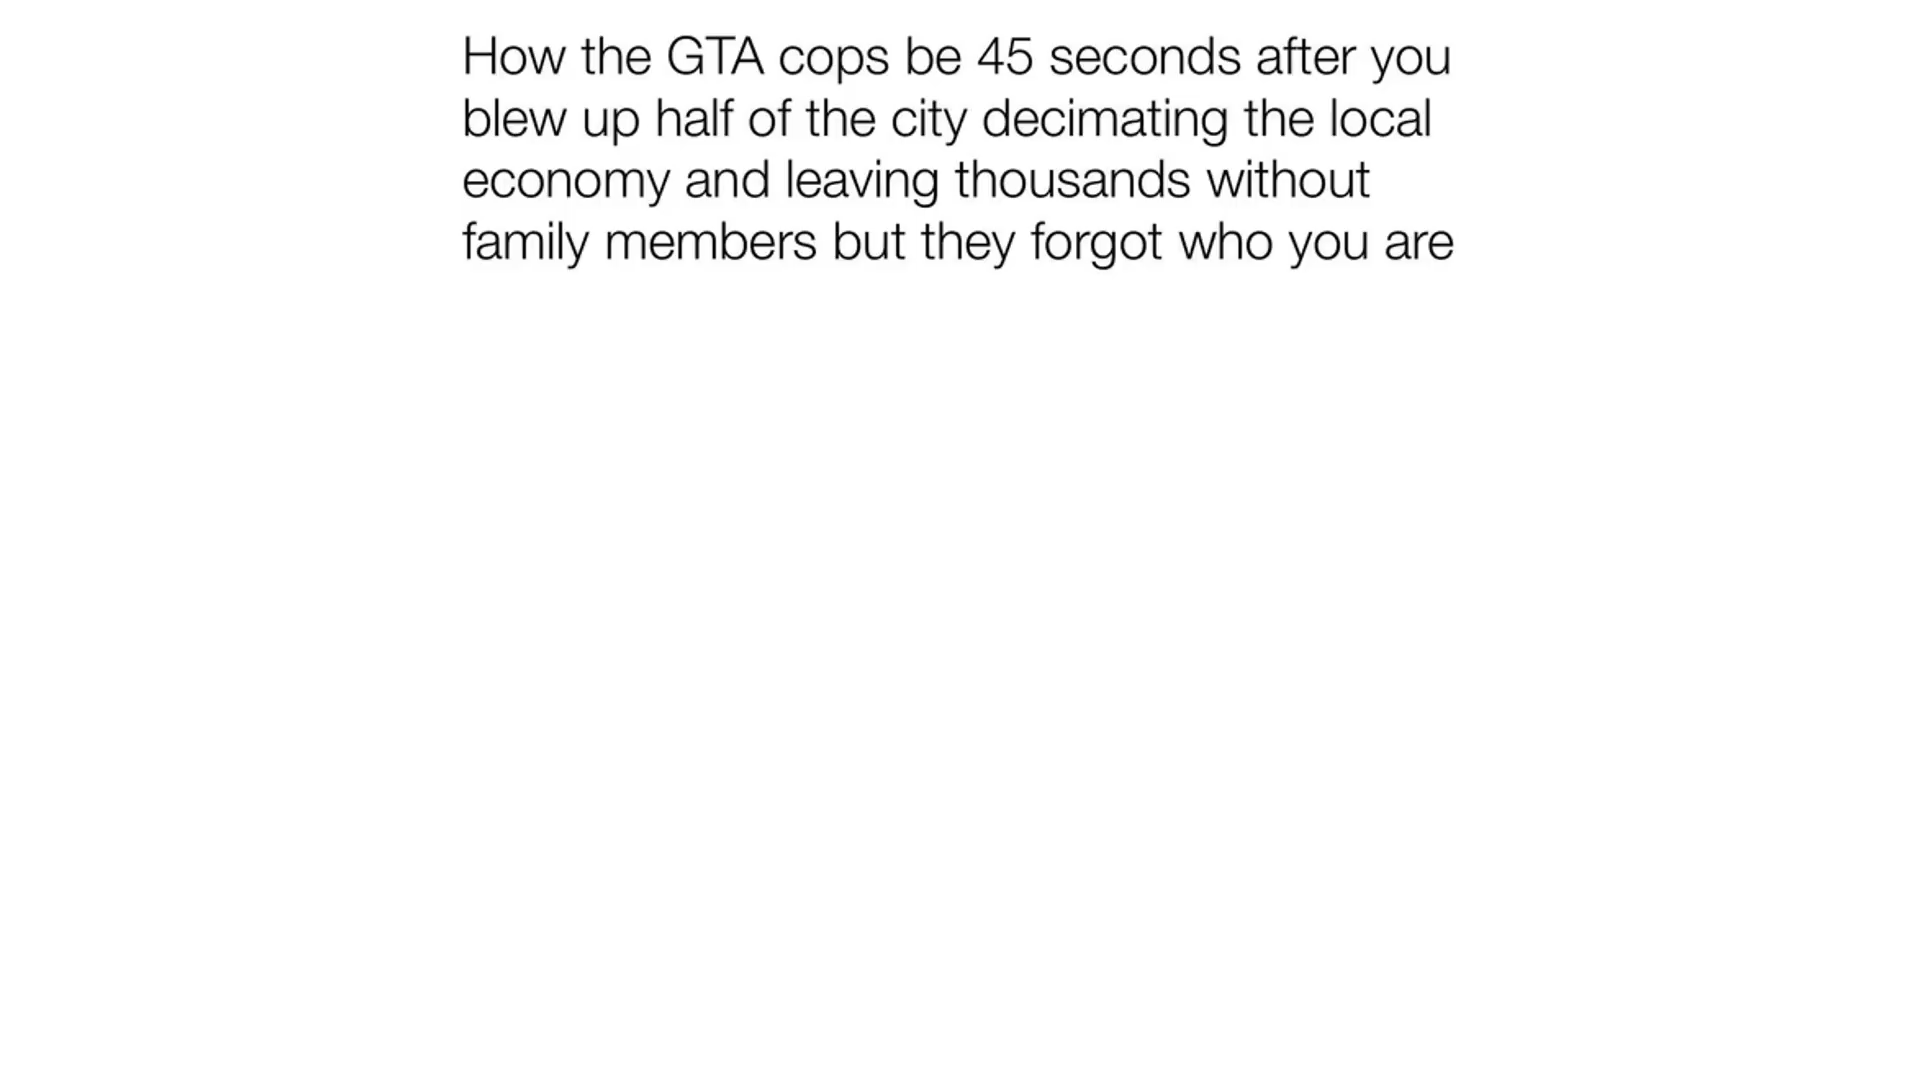 How the GTA cops be 45 seconds after you
blew up half of the city decimating the local
economy and leaving thousands without
family members but they forgot who you are